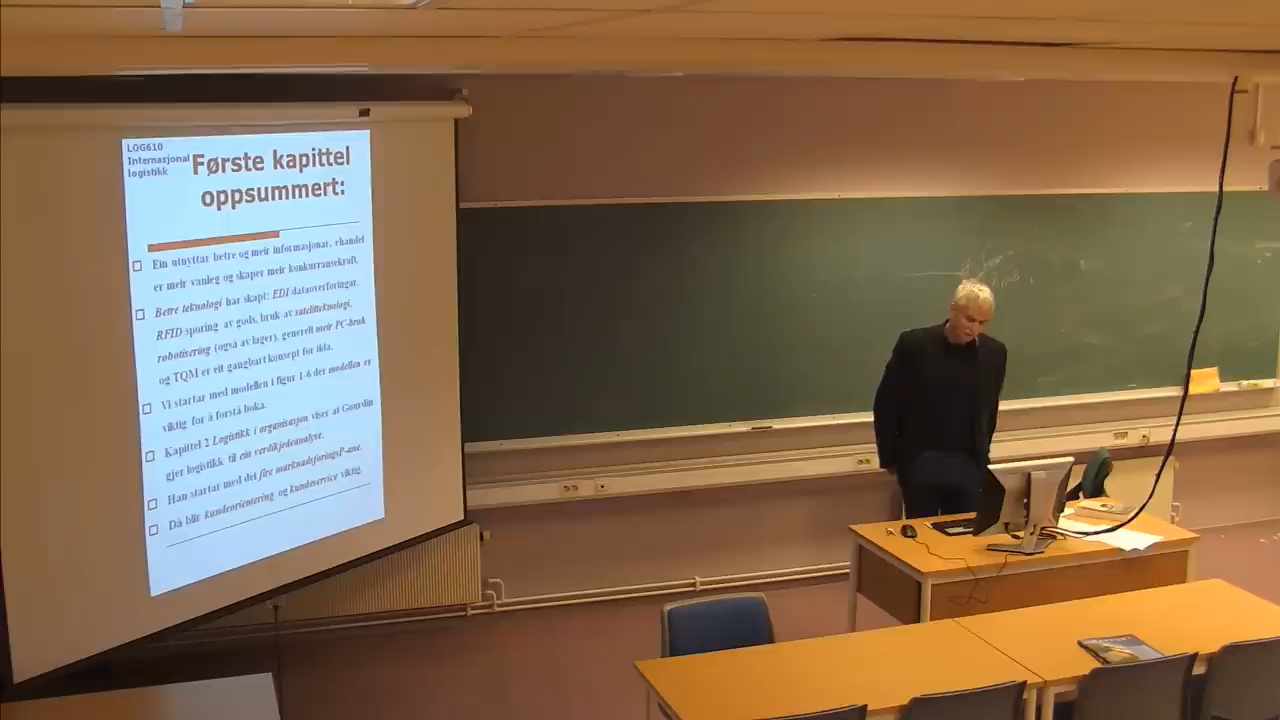 LOG610
Internasjonal
logistikk
Første kapittel
oppsummert:
Ein utnyttar betre og meir informasjonar, ehandel
er meir vanleg og skaper meir konkurransekraft.
Betre teknologi har skapt: EDI dataoverføringar,
RFID sporing av gods, bruk av satelitteknologi,
robotisering (også av lager), generelt meir PC-bruk
og TQM er eit gangbart konsept for tida.
Vi startar med modellen i figur 1-6 der modellen er
viktig for å forstå boka.
Kapittel 2 Logistikk i organisasjon viser at Gourdin
gjer logistikk til ein verdikjedeanalyse.
Han startar med dei fire marknadsføringsP-ane.
Då blir kundeorientering og kundeservice viktig.